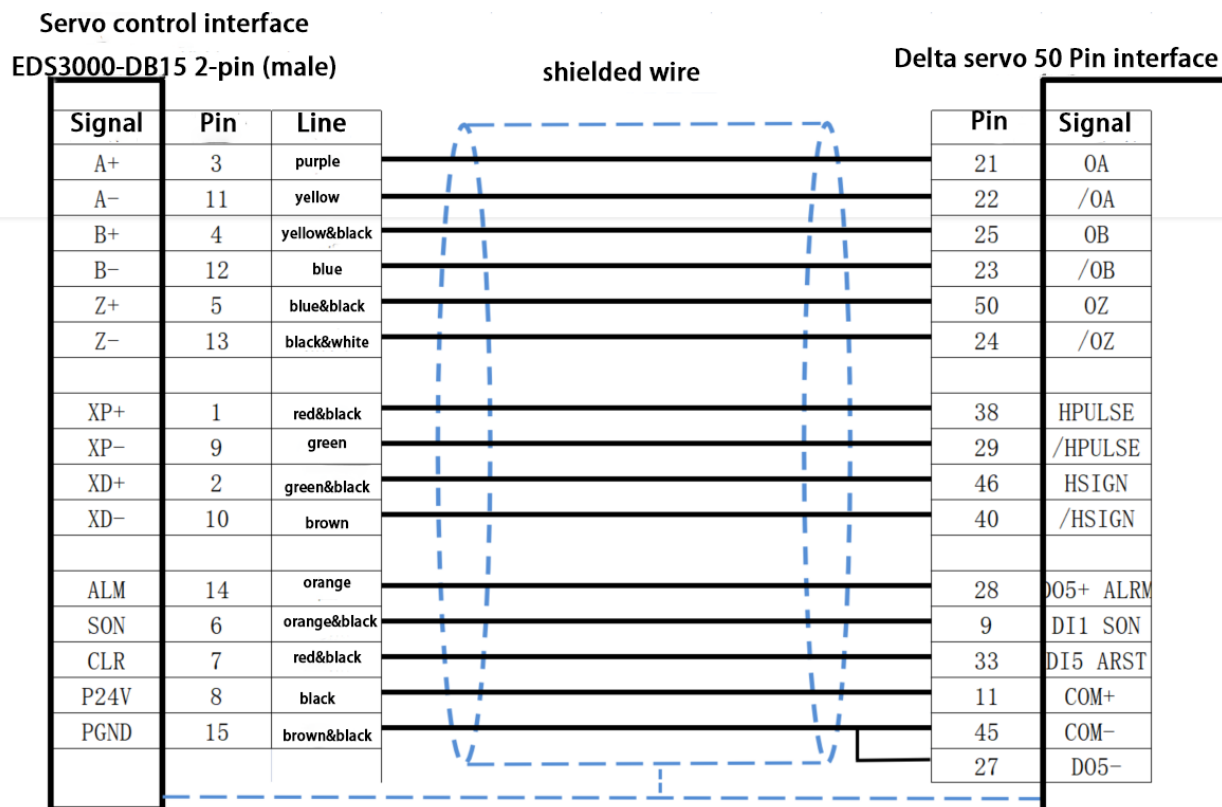 Servo control interface
EDS3000-DB15 2-pin (male)
shielded wire
Delta servo 50 Pin interface
Signal Pin Line Pin Signal
A+ 3 purple 21 OA
A- 11 yellow 22 /OA
B+ 4 yellow&black 25 OB
B- 12 blue 23 /OB
Z+ 5 blue&black 50 OZ
Z- 13 black&white 24 /OZ
XP+ 1 red&black 38 HPULSE
XP- 9 green 29 /HPULSE
XD+ 2 green&black 46 HSIGN
XD- 10 brown 40 /HSIGN
ALM 14 orange 28 DO5+ ALRM
SON 6 orange&black 9 DI1 SON
CLR 7 red&black 33 DI5 ARST
P24V 8 black 11 COM+
PGND 15 brown&black 45 COM-
27 DO5-